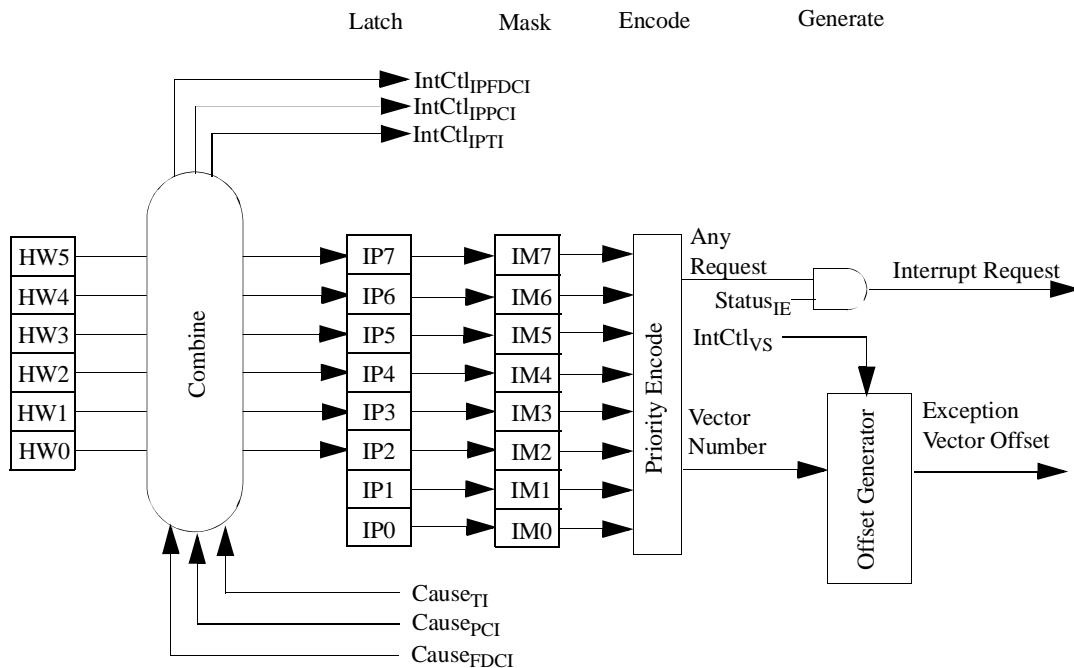 Latch Mask Encode Generate
IntCtlIPFDCI
IntCtlIPPCI
IntCtlIPTI
HW5
HW4
HW3
HW2
HW1
HW0
Combine
IP7
IP6
IP5
IP4
IP3
IP2
IP1
IP0
IM7
IM6
IM5
IM4
IM3
IM2
IM1
IM0
Priority Encode
Any
Request
StatusIE
IntCtlVS
Vector
Number
Interrupt Request
Offset Generator
Exception
Vector Offset
CauseTI
CausePCI
CauseFDCI